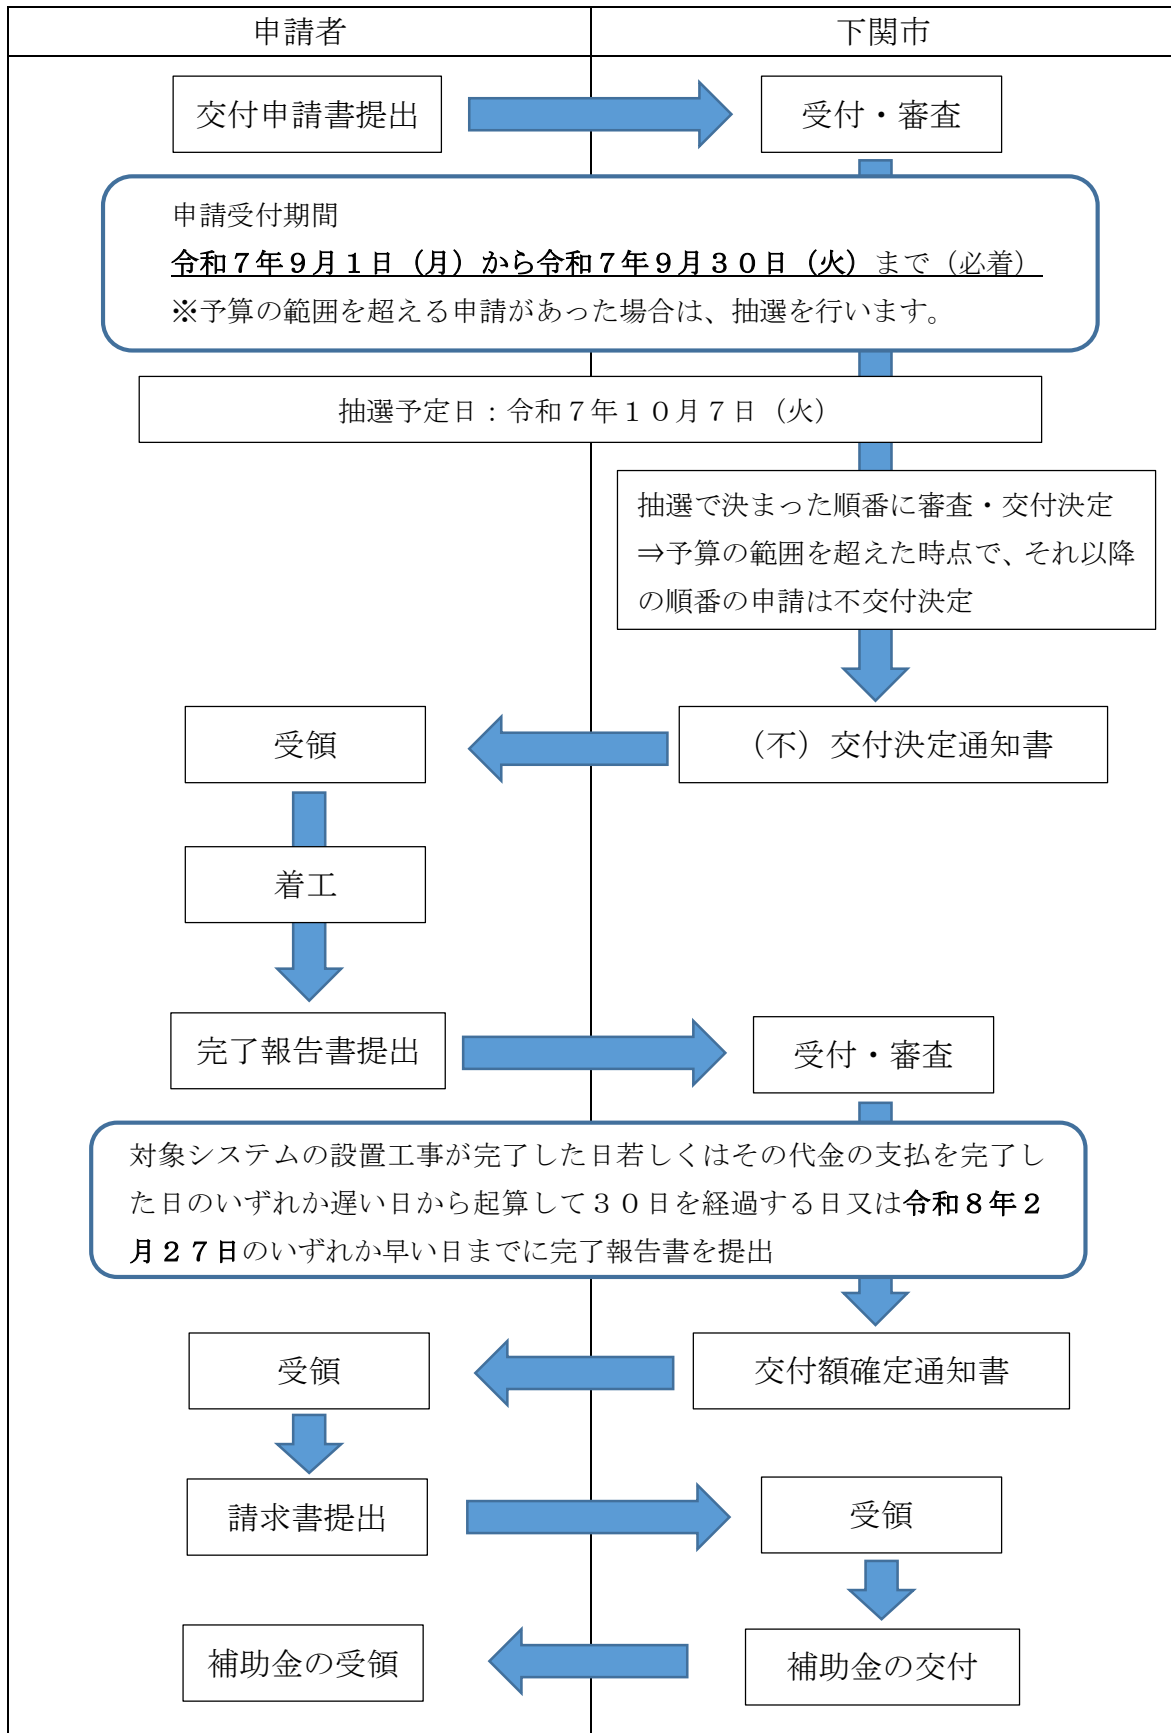 申請者
下関市
交付申請書提出
受付・審査
申請受付期間
令和７年９月１日（月）から令和７年９月３０日（火）まで（必着）
※予算の範囲を超える申請があった場合は、抽選を行います。
抽選予定日：令和７年１０月７日（火）
抽選で決まった順番に審査・交付決定
⇒予算の範囲を超えた時点で、それ以降
の順番の申請は不交付決定
（不）交付決定通知書
受領
着工
完了報告書提出
受付・審査
対象システムの設置工事が完了した日若しくはその代金の支払を完了し
た日のいずれか遅い日から起算して３０日を経過する日又は令和８年２
月２７日のいずれか早い日までに完了報告書を提出
交付額確定通知書
受領
請求書提出
受領
補助金の交付
補助金の受領